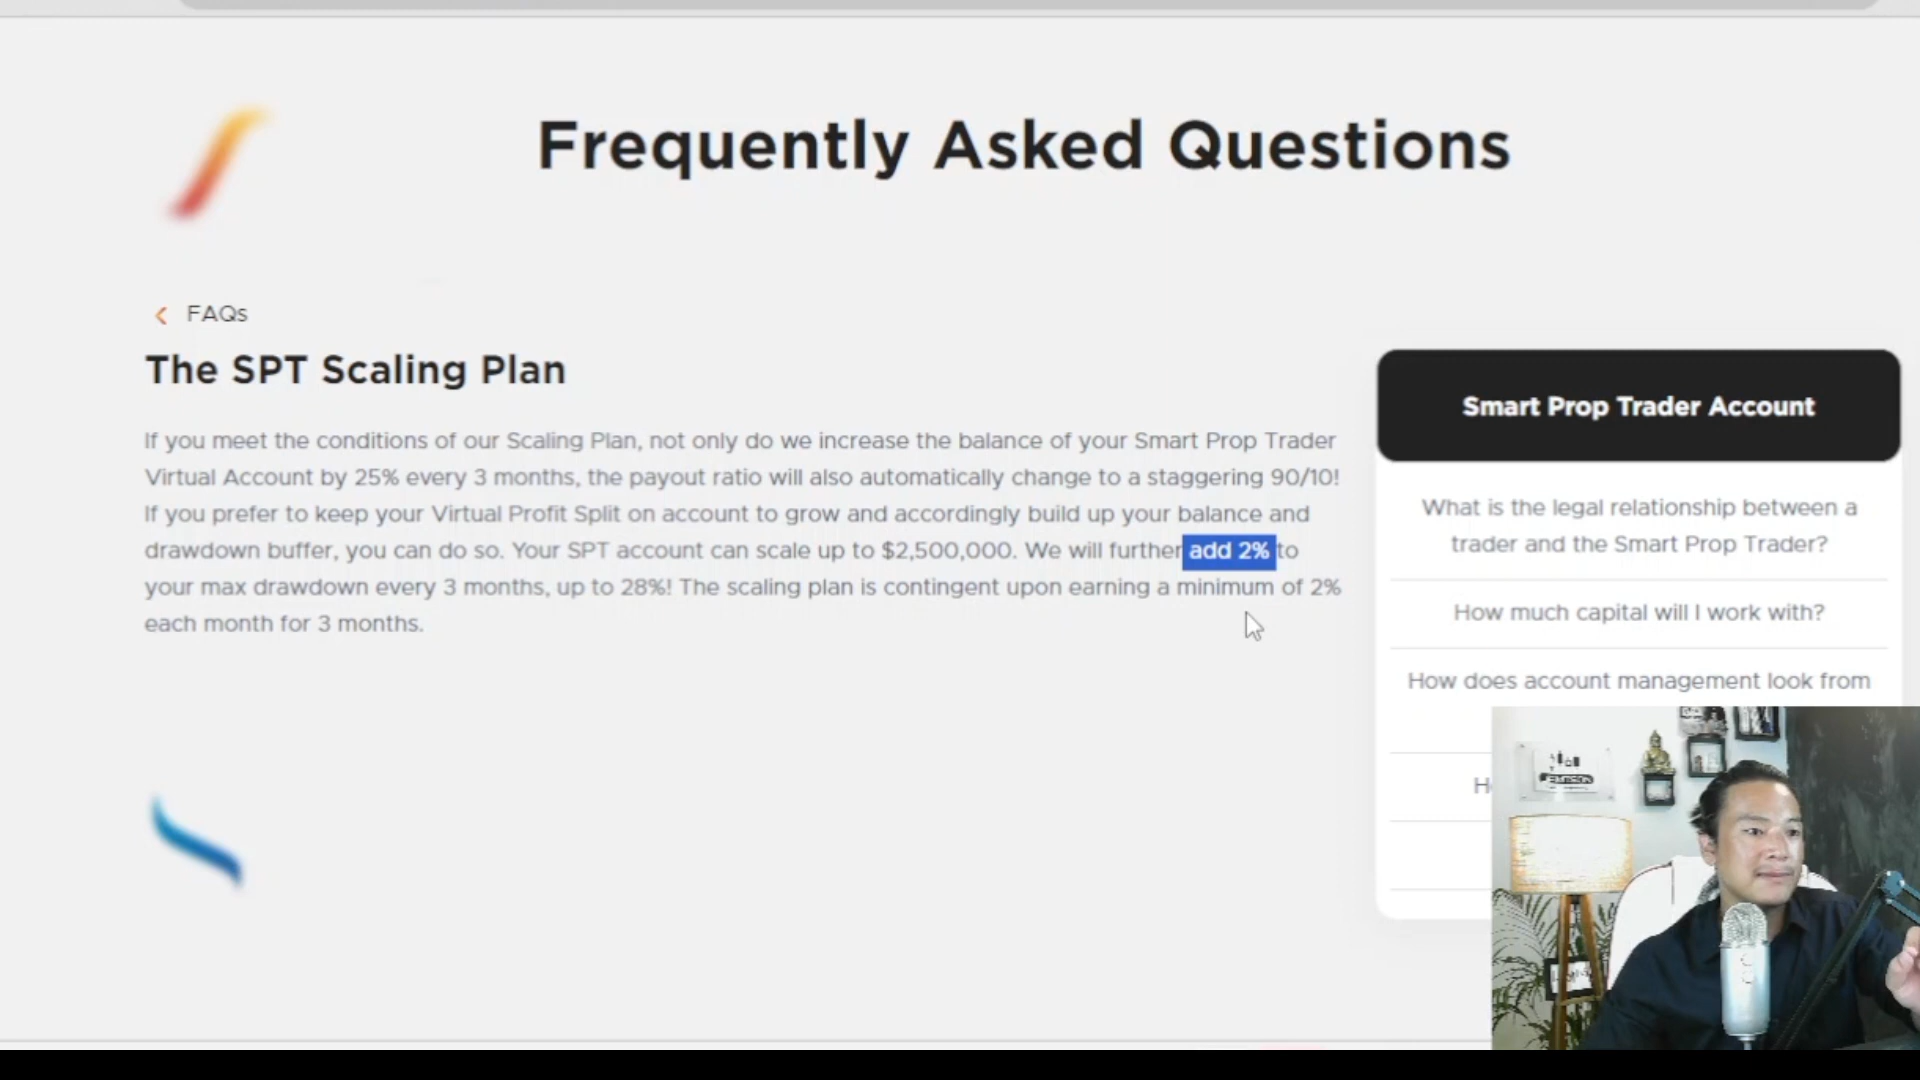 Frequently Asked Questions
FAQs
The SPT Scaling Plan
If you meet the conditions of our Scaling Plan, not only do we increase the balance of your Smart Prop Trader
Virtual Account by 25% every 3 months, the payout ratio will also automatically change to a staggering 90/10!
If you prefer to keep your Virtual Profit Split on account to grow and accordingly build up your balance and
drawdown buffer, you can do so. Your SPT account can scale up to $2,500,000. We will further add 2% to
your max drawdown every 3 months, up to 28%! The scaling plan is contingent upon earning a minimum of 2%
each month for 3 months.
Smart Prop Trader Account
What is the legal relationship between a
trader and the Smart Prop Trader?
How much capital will I work with?
How does account management look from